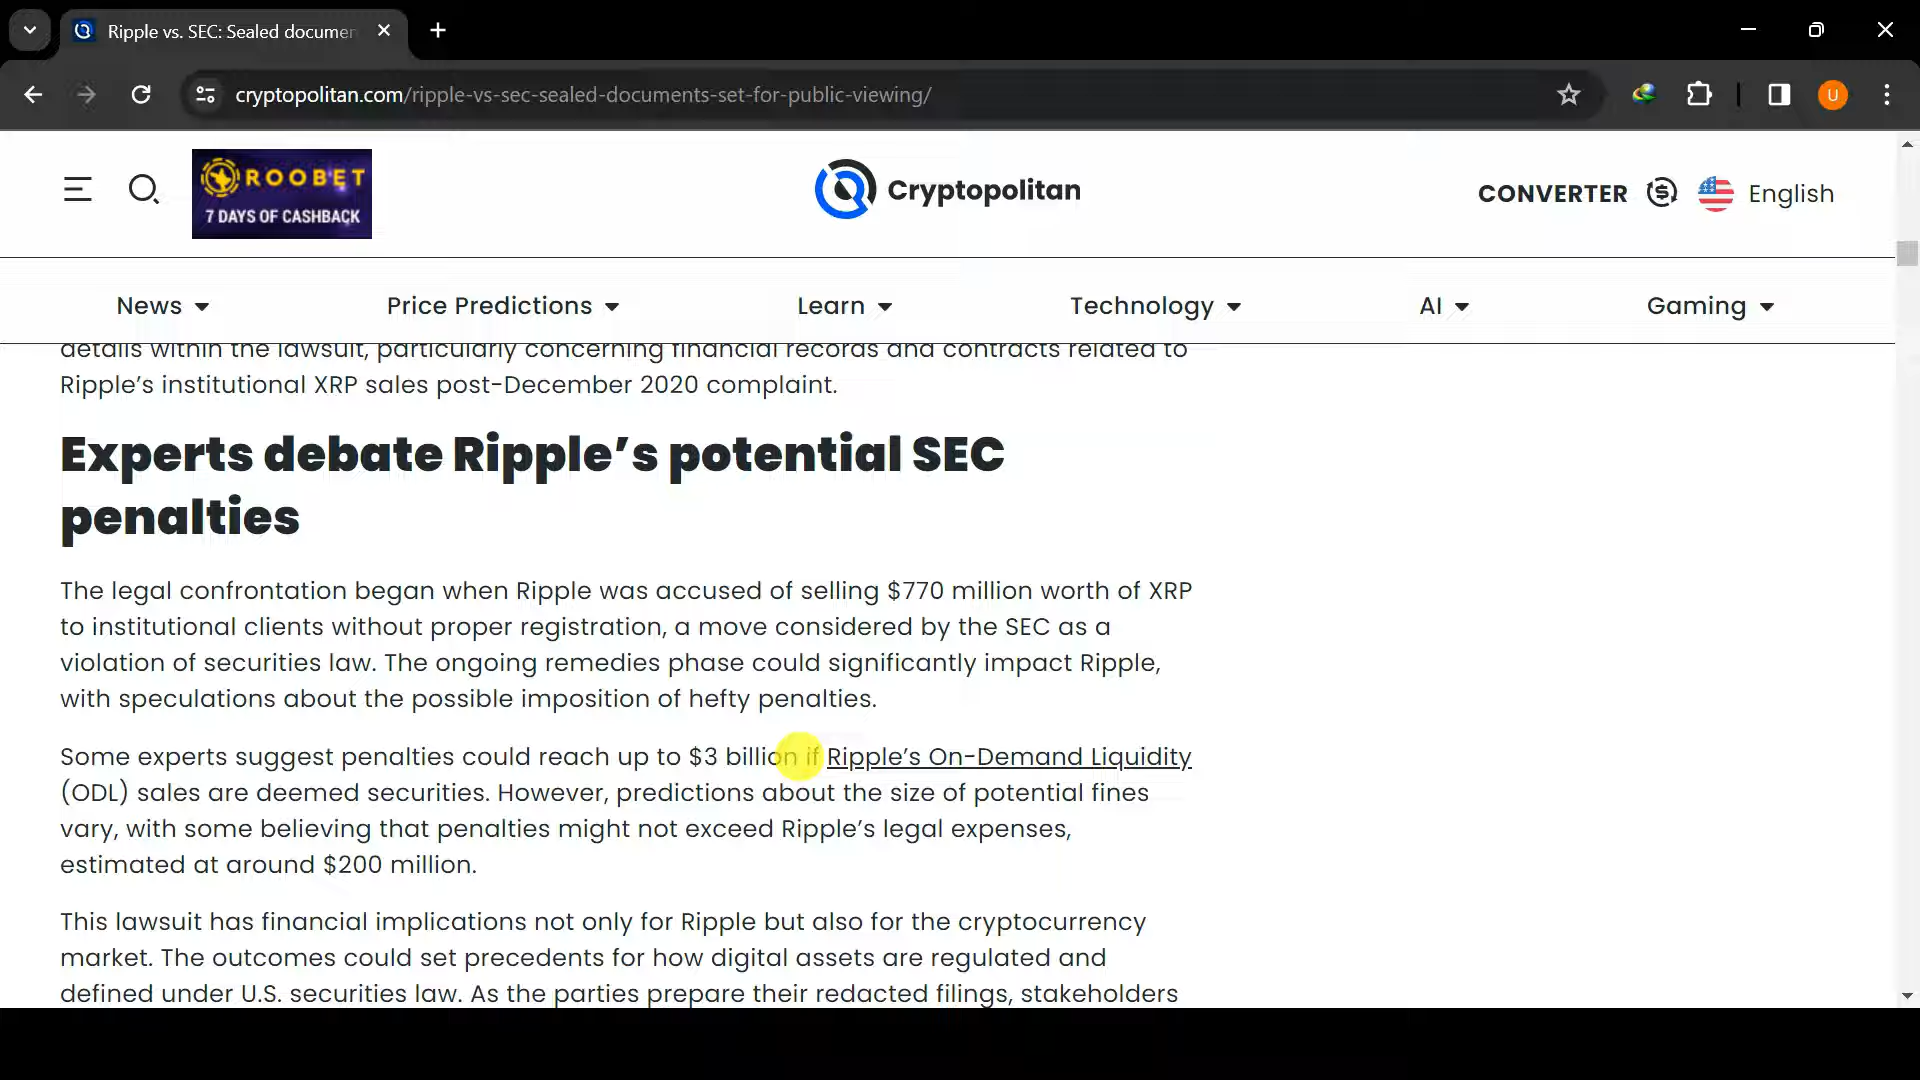 Ripple vs. SEC: Sealed documen
cryptopolitan.com/ripple-vs-sec-sealed-documents-set-for-public-viewing/
U
ROOBET
7 DAYS OF CASHBACK
Cryptopolitan
CONVERTER
English
News
Price Predictions
Learn
Technology
AI
Gaming
details within the lawsuit, particularly concerning financial records and contracts related to
Ripple’s institutional XRP sales post-December 2020 complaint.
Experts debate Ripple’s potential SEC
penalties
The legal confrontation began when Ripple was accused of selling $770 million worth of XRP
to institutional clients without proper registration, a move considered by the SEC as a
violation of securities law. The ongoing remedies phase could significantly impact Ripple,
with speculations about the possible imposition of hefty penalties.
Some experts suggest penalties could reach up to $3 billion if Ripple’s On-Demand Liquidity
(ODL) sales are deemed securities. However, predictions about the size of potential fines
vary, with some believing that penalties might not exceed Ripple’s legal expenses,
estimated at around $200 million.
This lawsuit has financial implications not only for Ripple but also for the cryptocurrency
market. The outcomes could set precedents for how digital assets are regulated and
defined under U.S. securities law. As the parties prepare their redacted filings, stakeholders